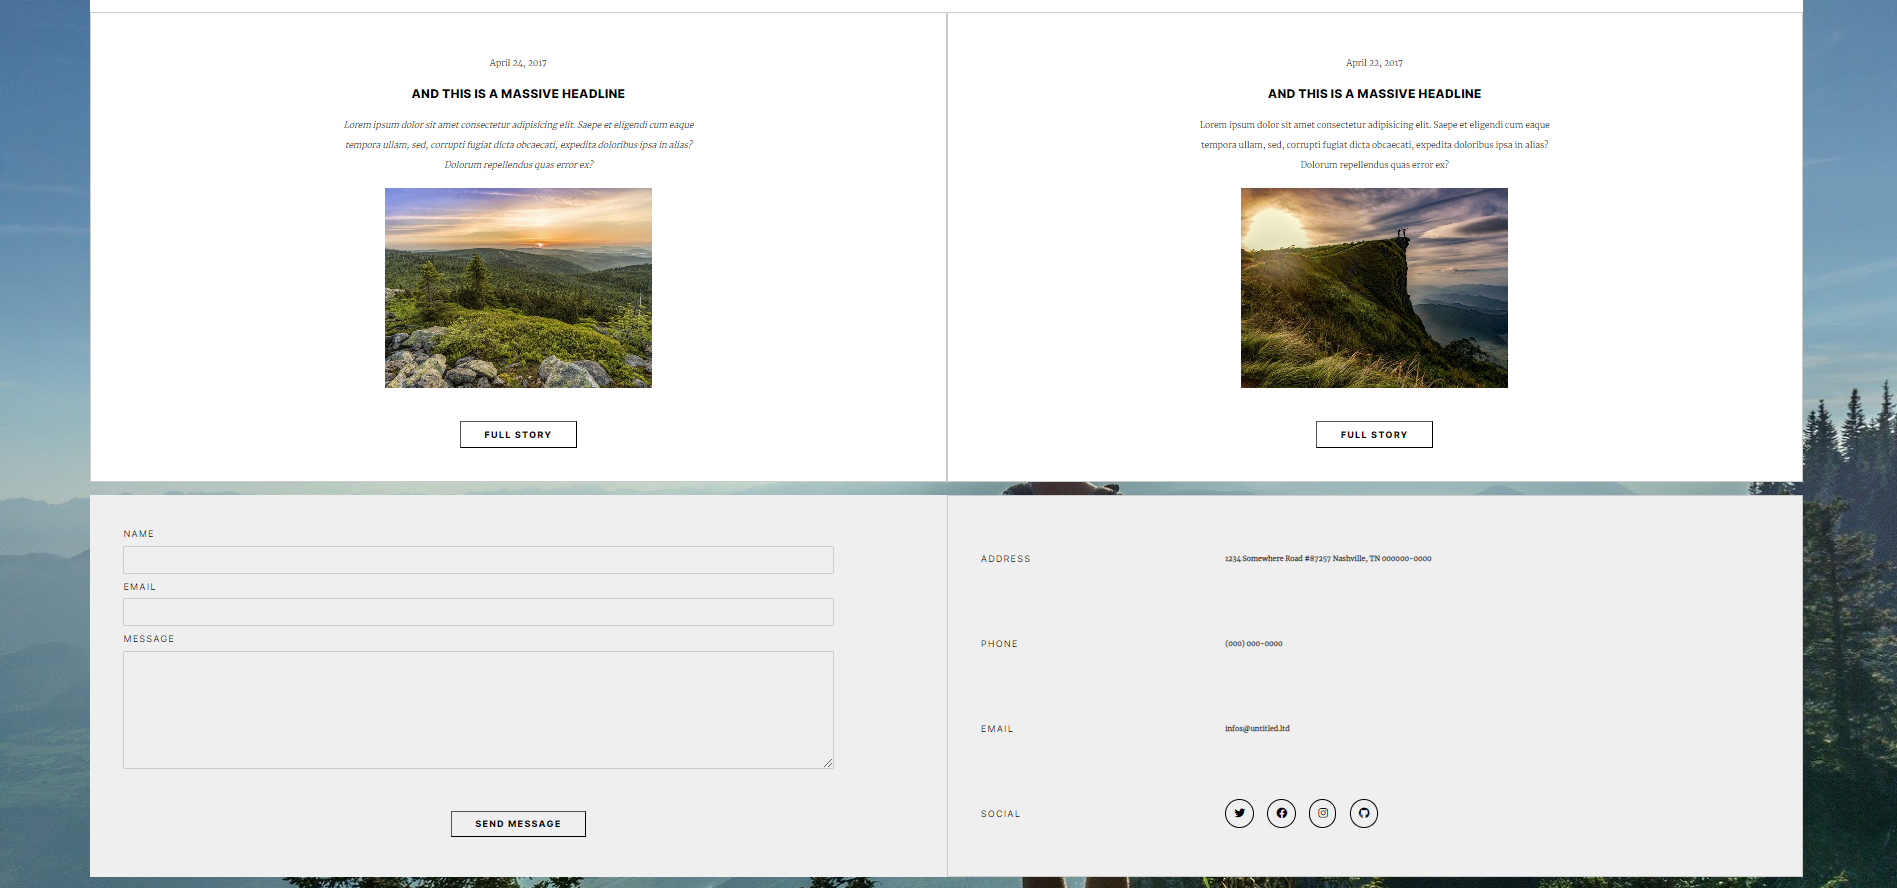 April 24, 2017
AND THIS IS A MASSIVE HEADLINE
Lorem ipsum dolor sit amet consectetur adipisicing elit. Saepe et eligendi cum eaque
tempora ullam, sed, corrupti fugiat dicta obcaecati, expedita doloribus ipsa in alias?
Dolorum repellendus quas error ex?
FULL STORY
April 22, 2017
AND THIS IS A MASSIVE HEADLINE
Lorem ipsum dolor sit amet consectetur adipisicing elit. Saepe et eligendi cum eaque
tempora ullam, sed, corrupti fugiat dicta obcaecati, expedita doloribus ipsa in alias?
Dolorum repellendus quas error ex?
FULL STORY
NAME
EMAIL
MESSAGE
SEND MESSAGE
ADDRESS
1234 Somewhere Road #87257 Nashville, TN 000000-0000
PHONE
(000) 000-0000
EMAIL
infos@untitled.ltd
SOCIAL